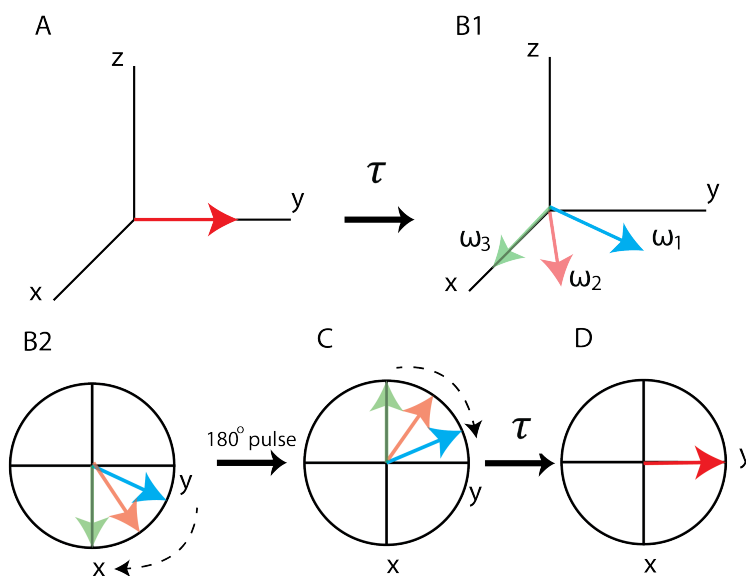 A
B1
z
z
τ
y
y
ω₃
ω₁
x
x
ω₂
B2
C
D
180° pulse
τ
y
y
y
x
x
x